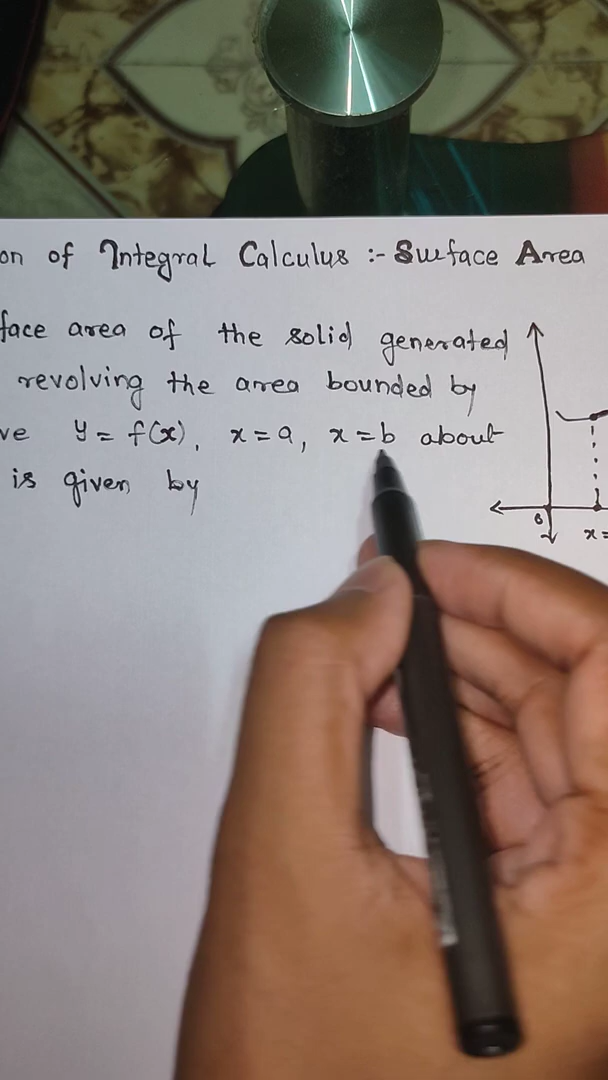 on of Integral Calculus :- Surface Area
face area of the solid generated
revolving the area bounded by
ve y = f(x), x = a, x = b about
is given by
0
x =